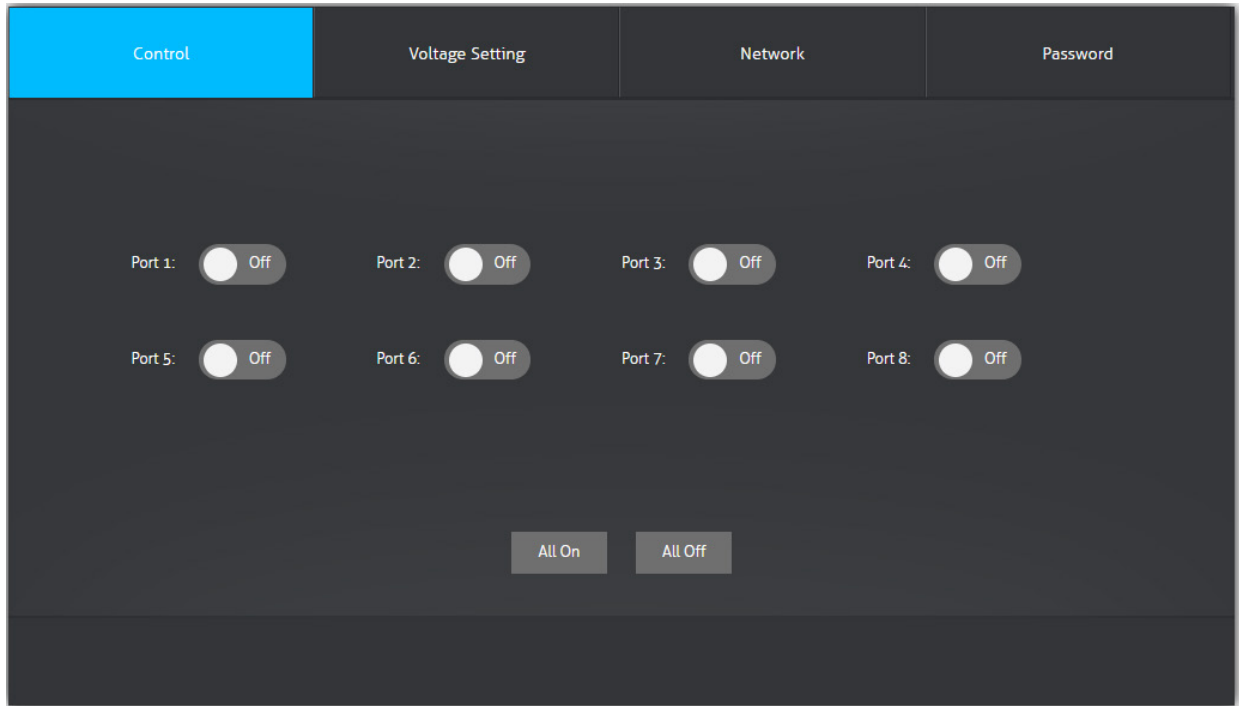 Control Voltage Setting Network Password
Port 1: Off Port 2: Off Port 3: Off Port 4: Off
Port 5: Off Port 6: Off Port 7: Off Port 8: Off
All On All Off